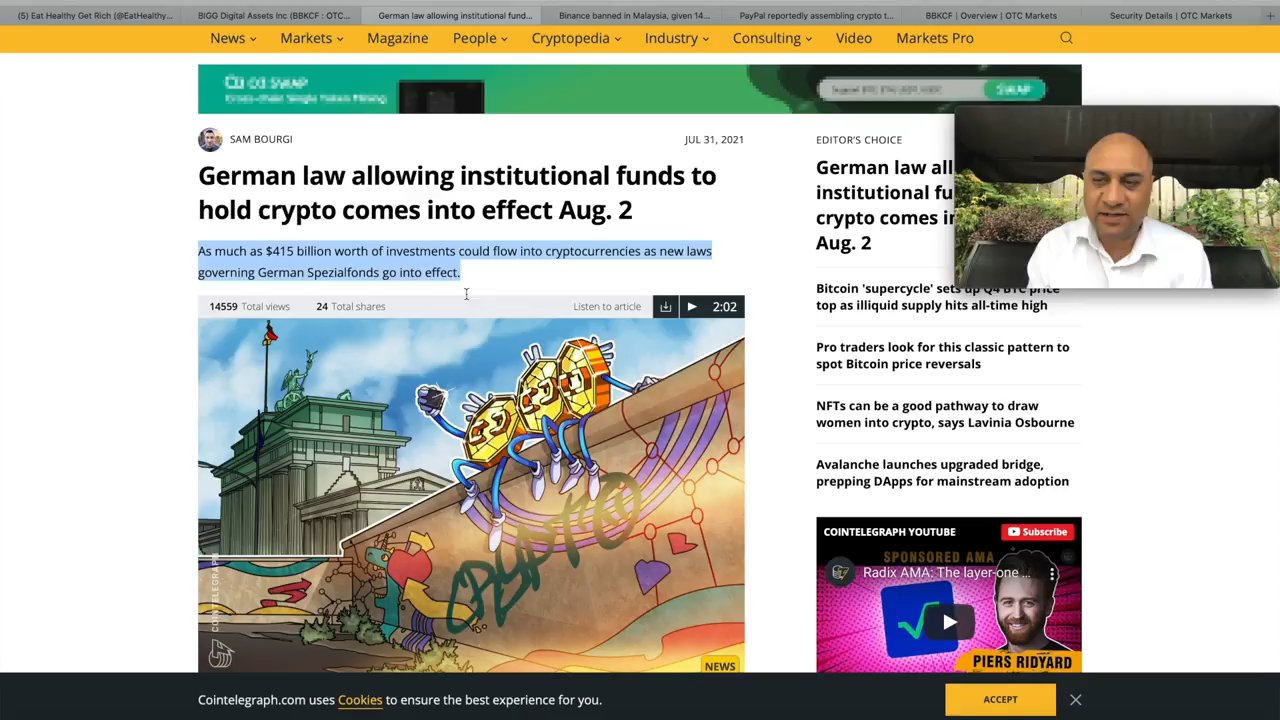 (5) Eat Healthy Get Rich (@EatHealthy...
BIGG Digital Assets Inc (BBKCF : OTC...
German law allowing institutional fund...
Binance banned in Malaysia, given 14...
PayPal reportedly assembling crypto t...
BBKCF | Overview | OTC Markets
Security Details | OTC Markets
News
Markets
Magazine
People
Cryptopedia
Industry
Consulting
Video
Markets Pro
SWAP
SAM BOURGI
JUL 31, 2021
German law allowing institutional funds to
hold crypto comes into effect Aug. 2
As much as $415 billion worth of investments could flow into cryptocurrencies as new laws
governing German Spezialfonds go into effect.
14559 Total views
24 Total shares
Listen to article
2:02
CRYPTO
COINTELEGRAPH
NEWS
EDITOR'S CHOICE
German law all
institutional fu
crypto comes in
Aug. 2
Bitcoin 'supercycle' sets up Q4 BTC price
top as illiquid supply hits all-time high
Pro traders look for this classic pattern to
spot Bitcoin price reversals
NFTs can be a good pathway to draw
women into crypto, says Lavinia Osbourne
Avalanche launches upgraded bridge,
prepping DApps for mainstream adoption
COINTELEGRAPH YOUTUBE
Subscribe
SPONSORED AMA
Radix AMA: The layer-one ...
PIERS RIDYARD
Cointelegraph.com uses Cookies to ensure the best experience for you.
ACCEPT